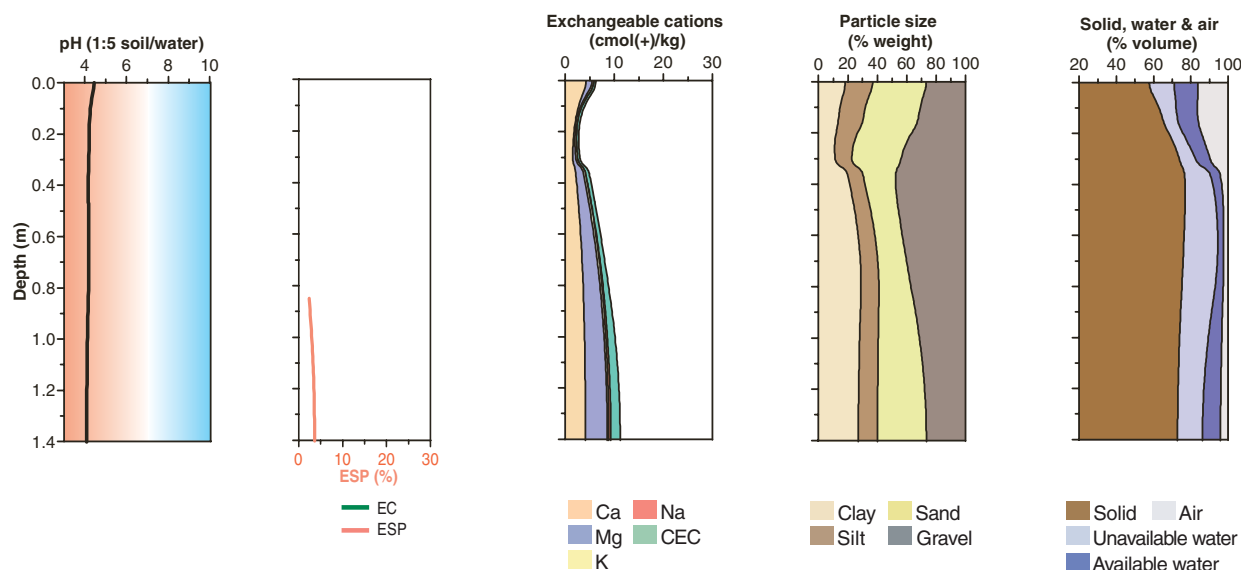 pH (1:5 soil/water)
4 6 8 10
Depth (m)
0.0
0.2
0.4
0.6
0.8
1.0
1.2
1.4
0 10 20 30
ESP (%)
EC
ESP
Exchangeable cations
(cmol(+)/kg)
0 10 30
Ca Na
Mg CEC
K
Particle size
(% weight)
0 20 40 60 80 100
Clay Sand
Silt Gravel
Solid, water & air
(% volume)
20 40 60 80 100
Solid Air
Unavailable water
Available water